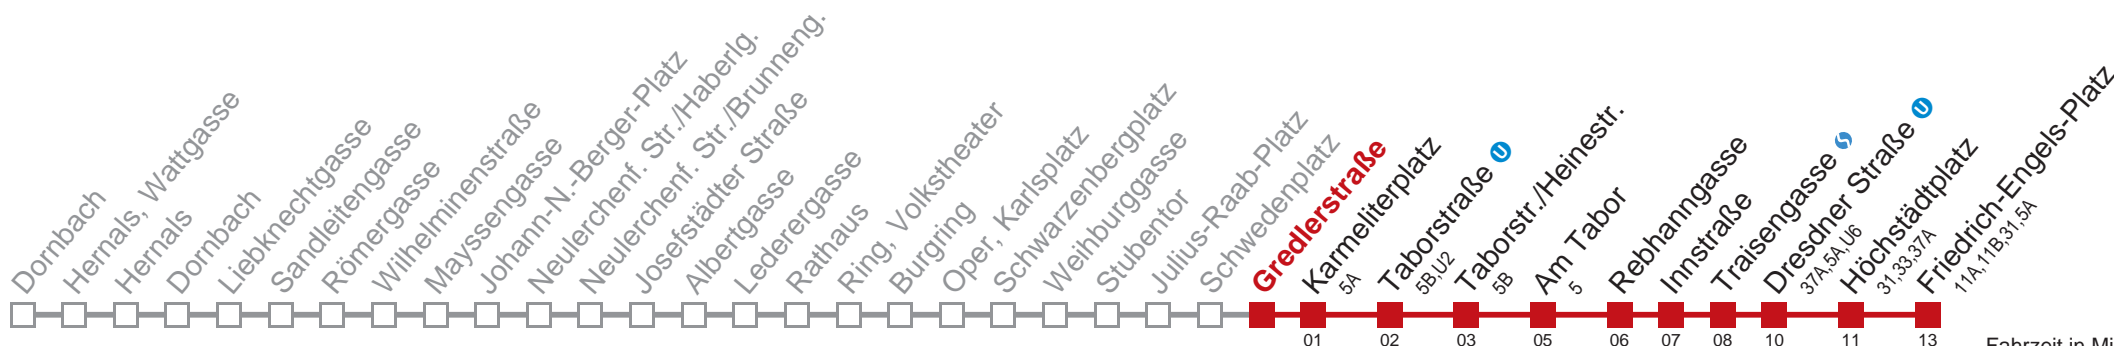 Dornbach
Hernals, Wattgasse
Hernals
Dornbach
Liebknechtgasse
Sandleitengasse
Römergasse
Wilhelminenstraße
Mayssengasse
Johann-N.-Berger-Platz
Neulerchenf. Str./Haberlg.
Neulerchenf. Str./Brunneng.
Josefstädter Straße
Albertgasse
Lederergasse
Rathaus
Ring, Volkstheater
Burgring
Oper, Karlsplatz
Schwarzenbergplatz
Weihburggasse
Stubentor
Julius-Raab-Platz
Schwedenplatz
Gredlerstraße
Karmeliterplatz
5A
Taborstraße U
5B,U2
Taborstr./Heinestr.
5B
Am Tabor
5
Rebhanngasse
Innstraße
Traisengasse S
Dresdner Straße U
37A,5A,U6
Höchstädtplatz
31,33,37A
Friedrich-Engels-Platz
11A,11B,31,5A
01 02 03 05 06 07 08 10 11 13
Fahrzeit in Mi